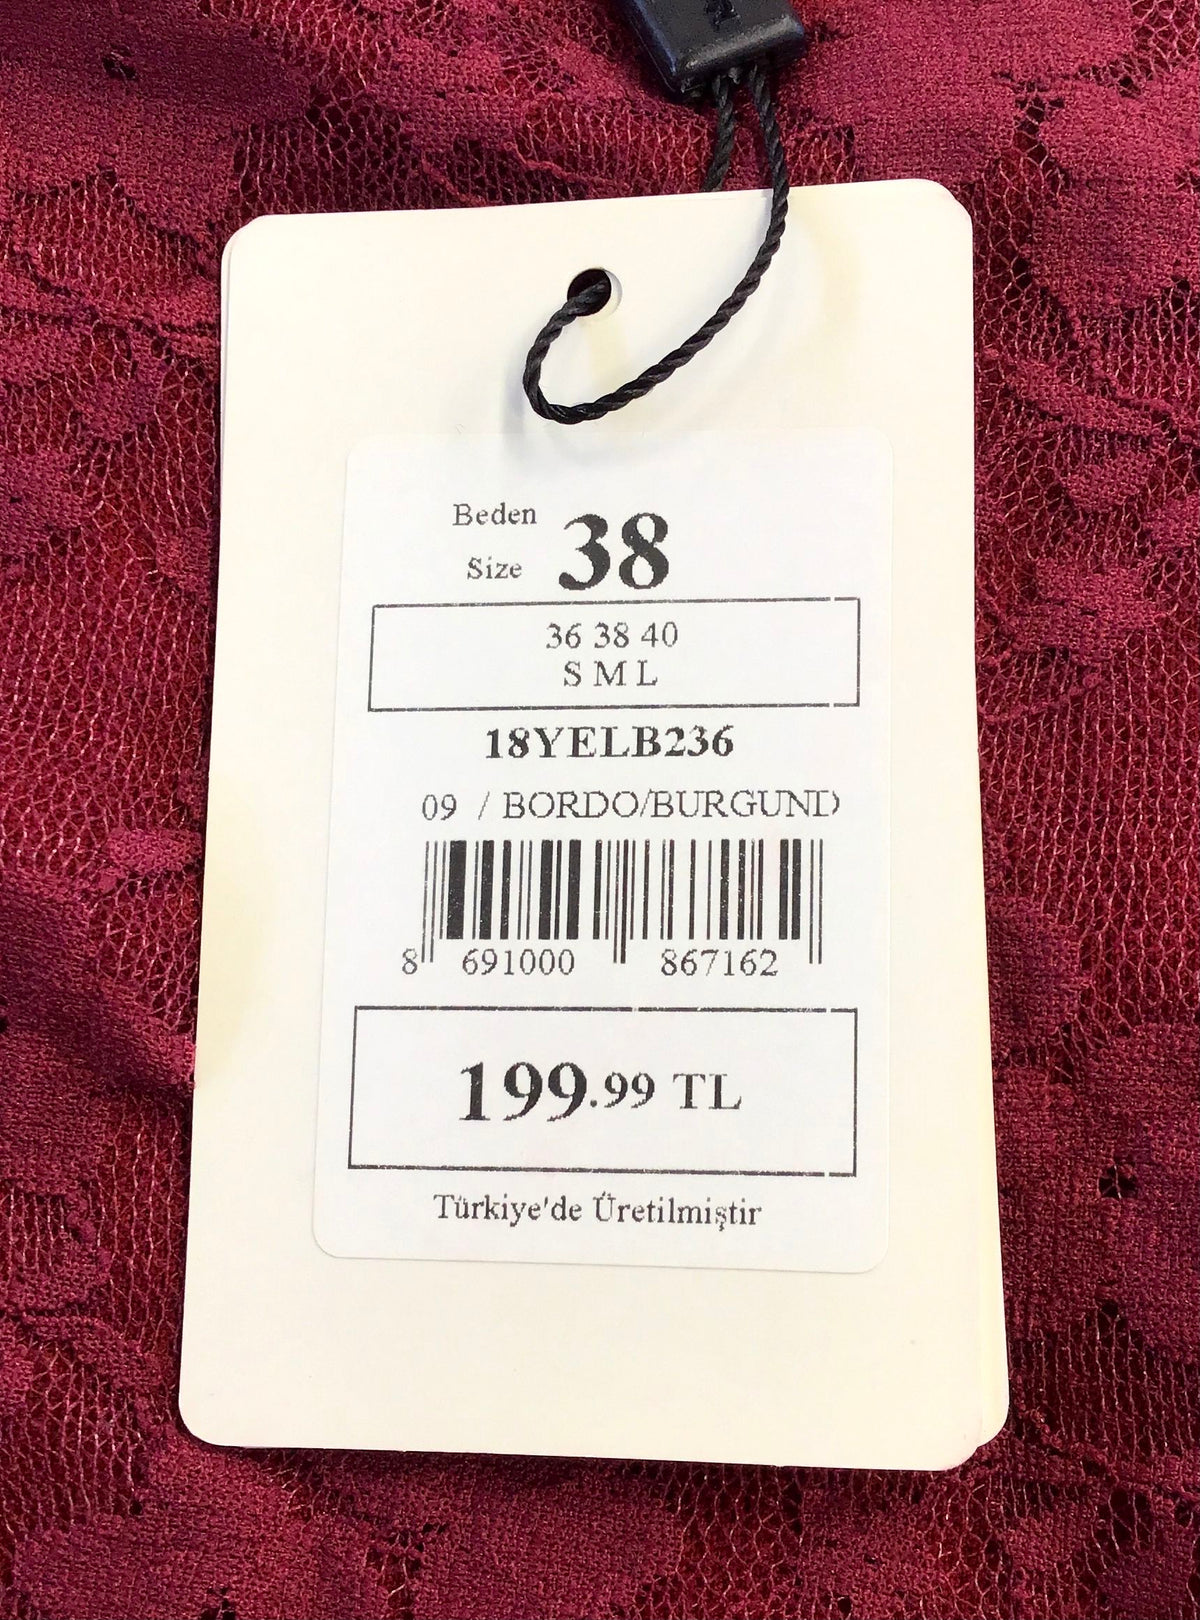 Beden
Size 38
36 38 40
S M L
18YELB236
09 / BORDO/BURGUND
8 691000 867162
199.99 TL
Türkiye'de Üretilmiştir